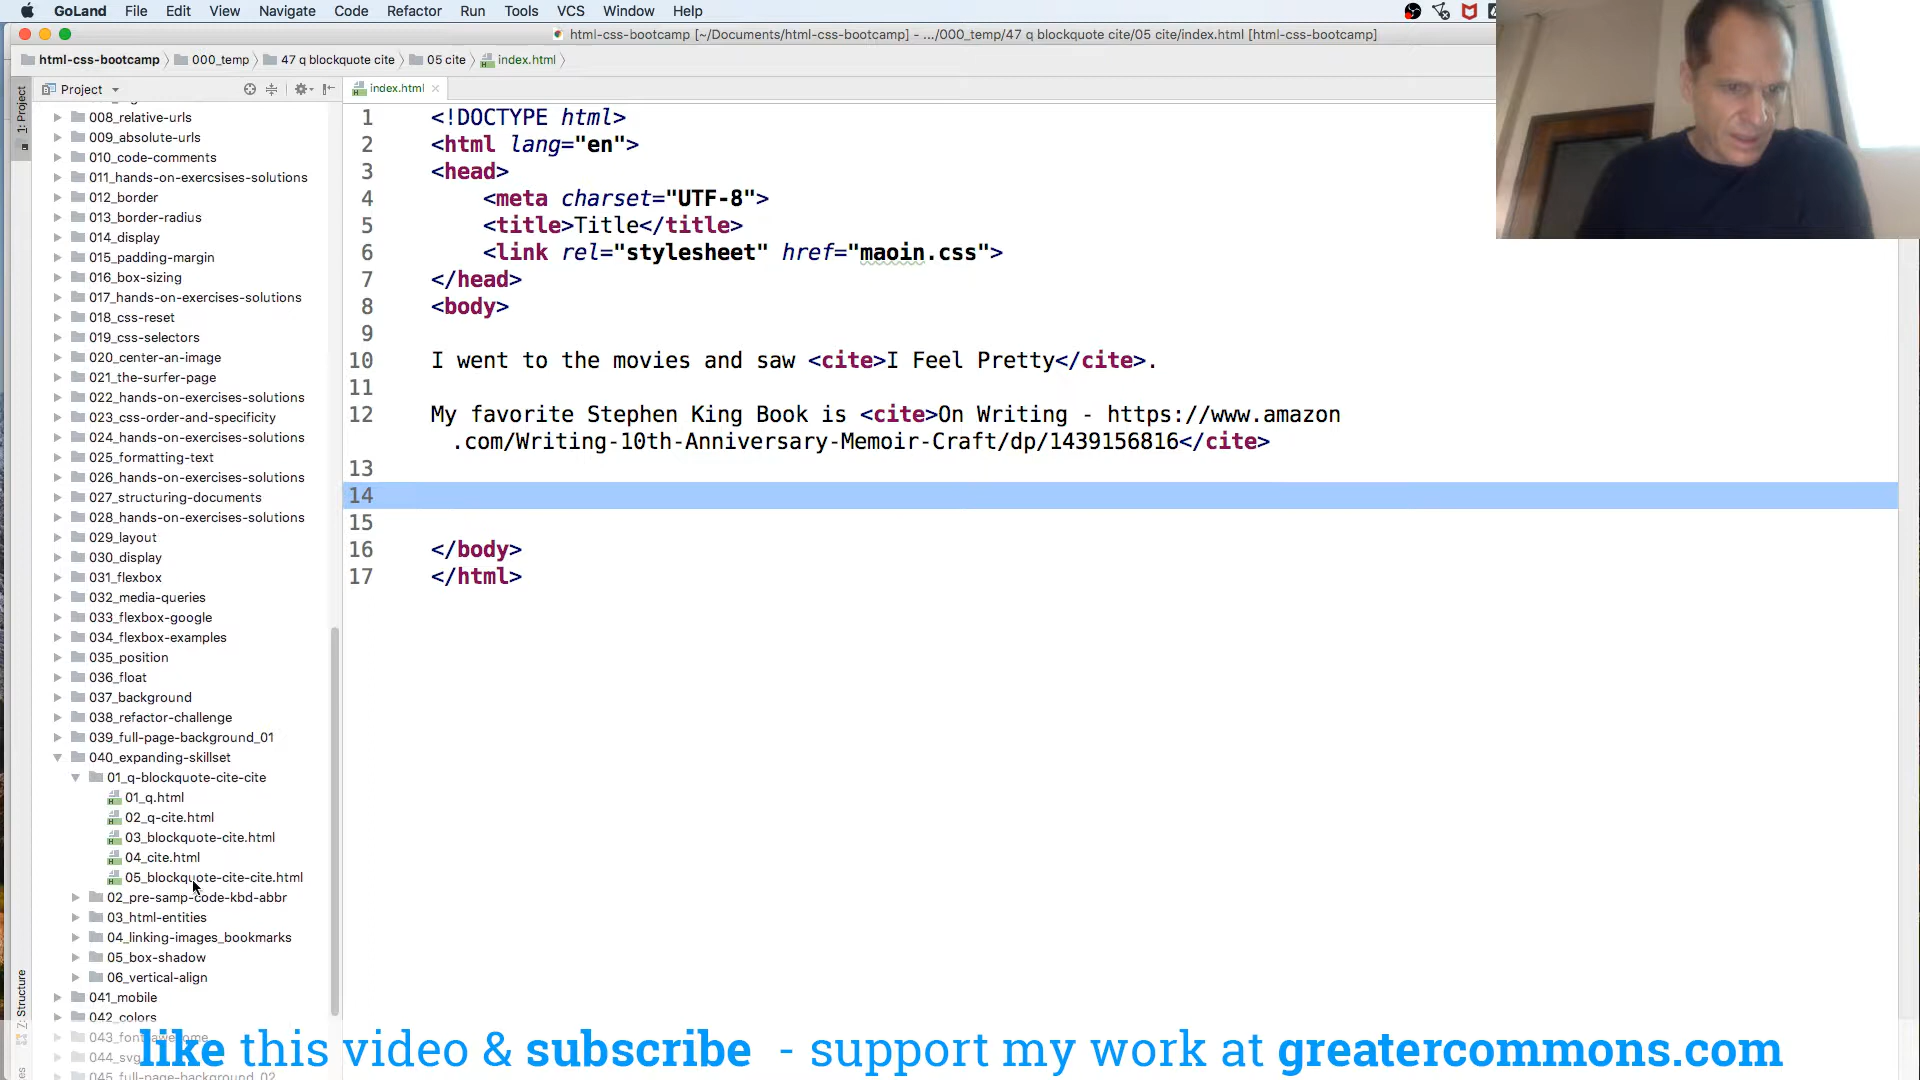 GoLand File Edit View Navigate Code Refactor Run Tools VCS Window Help
html-css-bootcamp [~/Documents/html-css-bootcamp] - .../000_temp/47 q blockquote cite/05 cite/index.html [html-css-bootcamp]
html-css-bootcamp 000_temp 47 q blockquote cite 05 cite index.html
1: Project
Project
index.html
008_relative-urls
009_absolute-urls
010_code-comments
011_hands-on-exercsises-solutions
012_border
013_border-radius
014_display
015_padding-margin
016_box-sizing
017_hands-on-exercises-solutions
018_css-reset
019_css-selectors
020_center-an-image
021_the-surfer-page
022_hands-on-exercises-solutions
023_css-order-and-specificity
024_hands-on-exercises-solutions
025_formatting-text
026_hands-on-exercises-solutions
027_structuring-documents
028_hands-on-exercises-solutions
029_layout
030_display
031_flexbox
032_media-queries
033_flexbox-google
034_flexbox-examples
035_position
036_float
037_background
038_refactor-challenge
039_full-page-background_01
040_expanding-skillset
01_q-blockquote-cite-cite
01_q.html
02_q-cite.html
03_blockquote-cite.html
04_cite.html
05_blockquote-cite-cite.html
02_pre-samp-code-kbd-abbr
03_html-entities
04_linking-images_bookmarks
05_box-shadow
06_vertical-align
041_mobile
042_colors
044_svg
045_full-page-background_02
Z: Structure
1 <!DOCTYPE html>
2 <html lang="en">
3 <head>
4 <meta charset="UTF-8">
5 <title>Title</title>
6 <link rel="stylesheet" href="maoin.css">
7 </head>
8 <body>
9
10 I went to the movies and saw <cite>I Feel Pretty</cite>.
11
12 My favorite Stephen King Book is <cite>On Writing - https://www.amazon
.com/Writing-10th-Anniversary-Memoir-Craft/dp/1439156816</cite>
13
14
15
16 </body>
17 </html>
like this video & subscribe - support my work at greatercommons.com